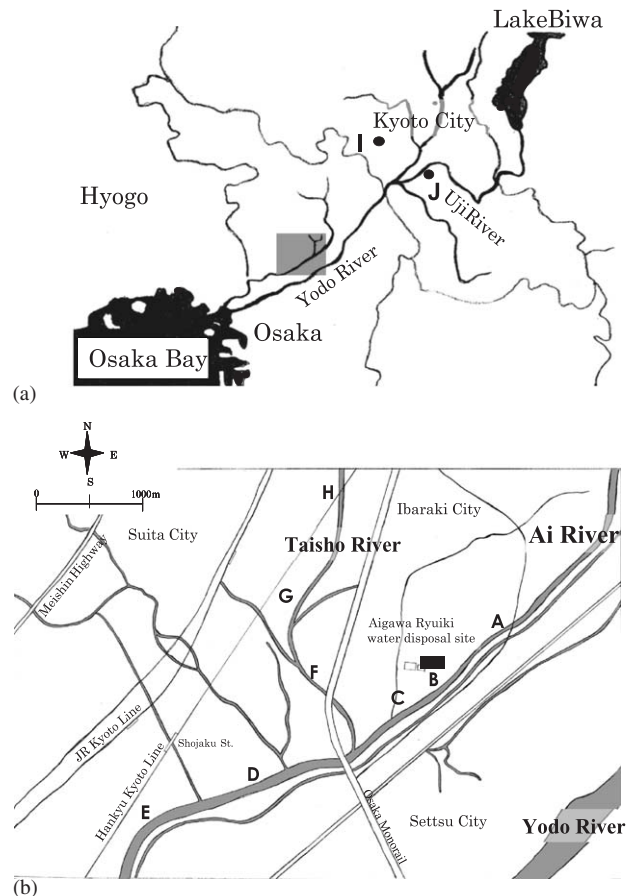 LakeBiwa
Kyoto City
I
J
UjiRiver
Hyogo
Yodo River
Osaka
Osaka Bay
(a)
N
W E
S
0 1000m
H
Ibaraki City
Suita City
Taisho River
Ai River
Meishin Highway
G
A
Aigawa Ryuiki
water disposal site
F
B
C
JR Kyoto Line
Hankyu Kyoto Line
Shojaku St.
D
E
Osaka Monorail
Settsu City
Yodo River
(b)